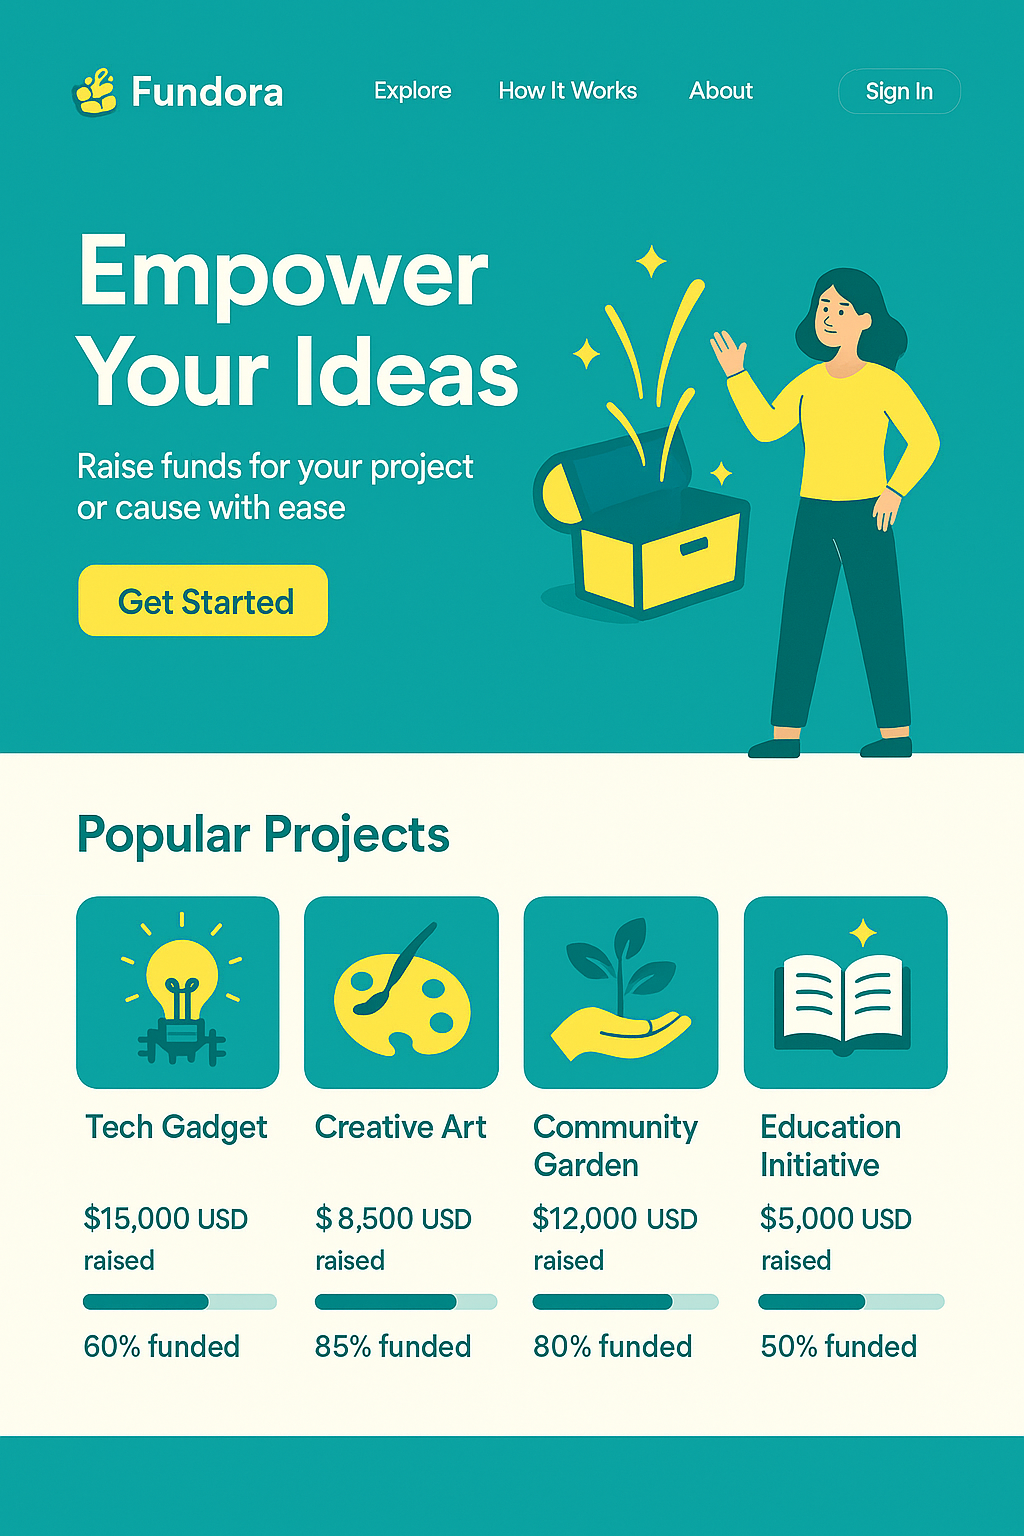 Fundora
Explore
How It Works
About
Sign In
Empower
Your Ideas
Raise funds for your project
or cause with ease
Get Started
Popular Projects
Tech Gadget
$15,000 USD
raised
60% funded
Creative Art
$8,500 USD
raised
85% funded
Community
Garden
$12,000 USD
raised
80% funded
Education
Initiative
$5,000 USD
raised
50% funded